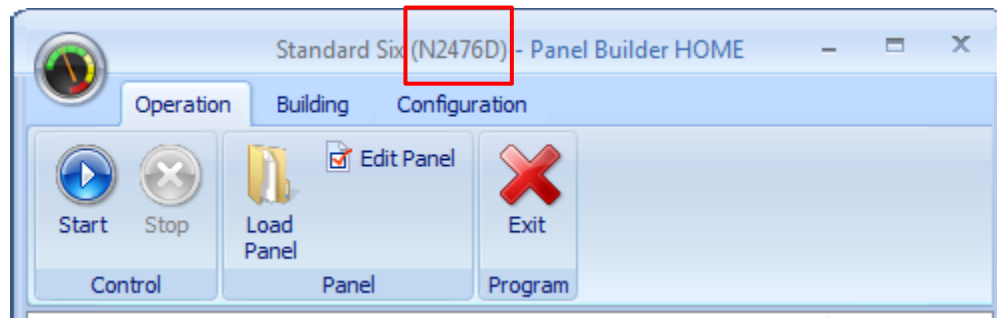 Standard Six (N2476D) - Panel Builder HOME
Operation Building Configuration
Edit Panel
Start Stop Load Panel Exit
Control Panel Program